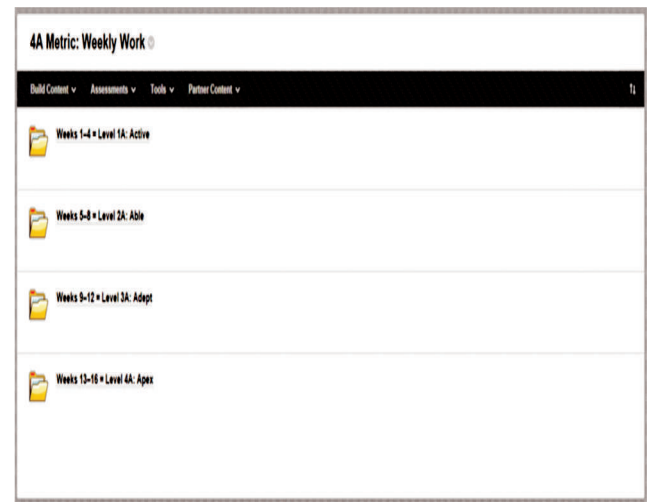 4A Metric: Weekly Work
Build Content Assessments Tools Partner Content
Weeks 1–4 = Level 1A: Active
Weeks 5–8 = Level 2A: Able
Weeks 9–12 = Level 3A: Adept
Weeks 13–16 = Level 4A: Apex